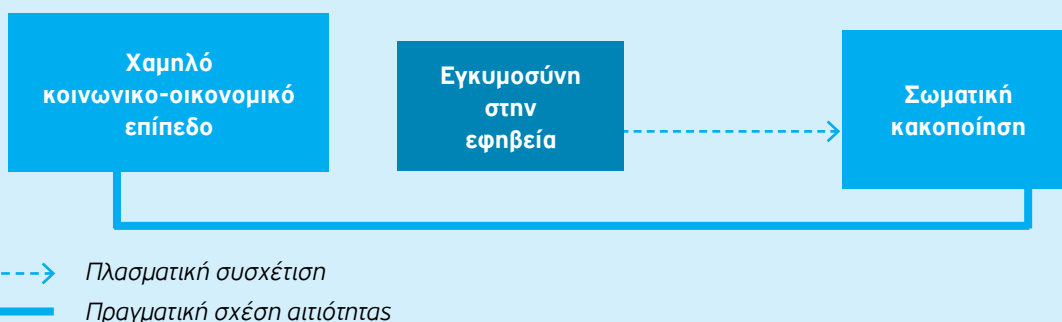 Χαμηλό
κοινωνικο-οικονομικό
επίπεδο
Εγκυμοσύνη
στην
εφηβεία
Σωματική
κακοποίηση
Πλασματική συσχέτιση
Πραγματική σχέση αιτιότητας